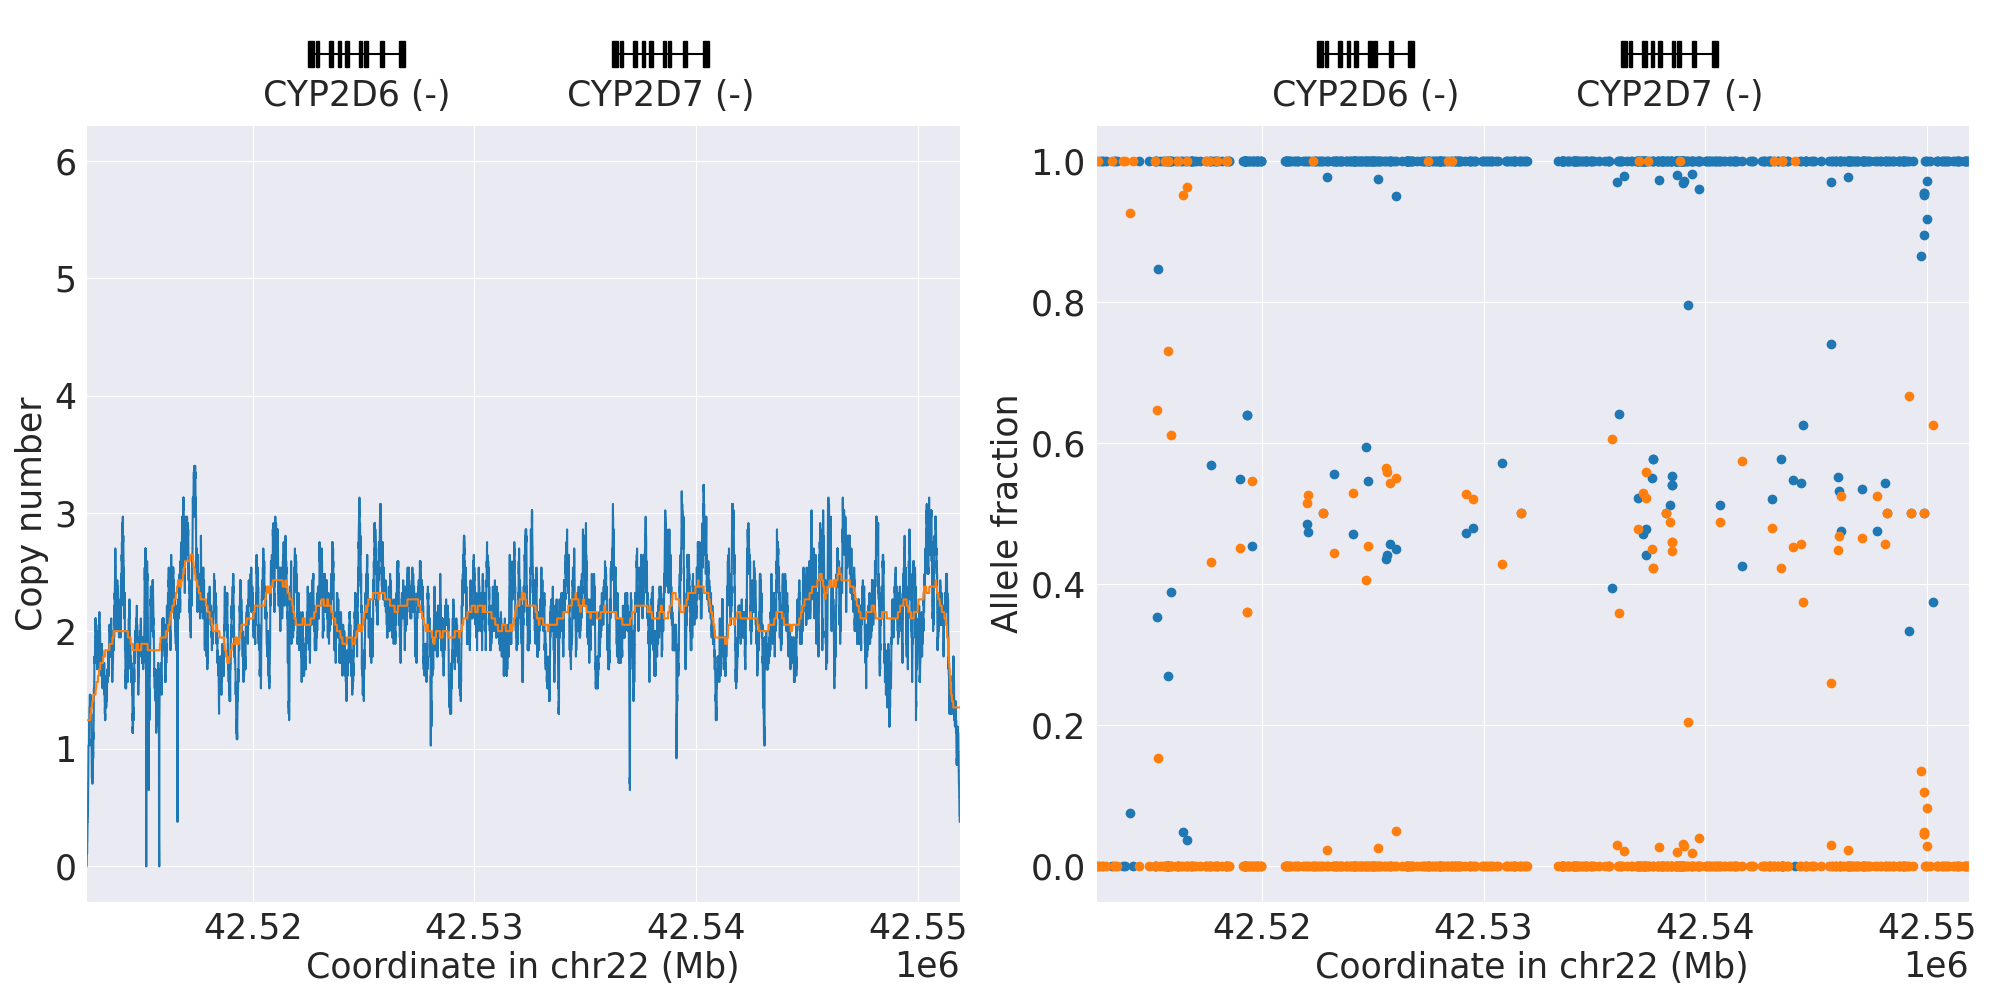 CYP2D6 (-) CYP2D7 (-)
6
5
4
3
2
1
0
Copy number
42.52 42.53 42.54 42.55
Coordinate in chr22 (Mb)
1e6
CYP2D6 (-) CYP2D7 (-)
1.0
0.8
0.6
0.4
0.2
0.0
Allele fraction
42.52 42.53 42.54 42.55
Coordinate in chr22 (Mb)
1e6